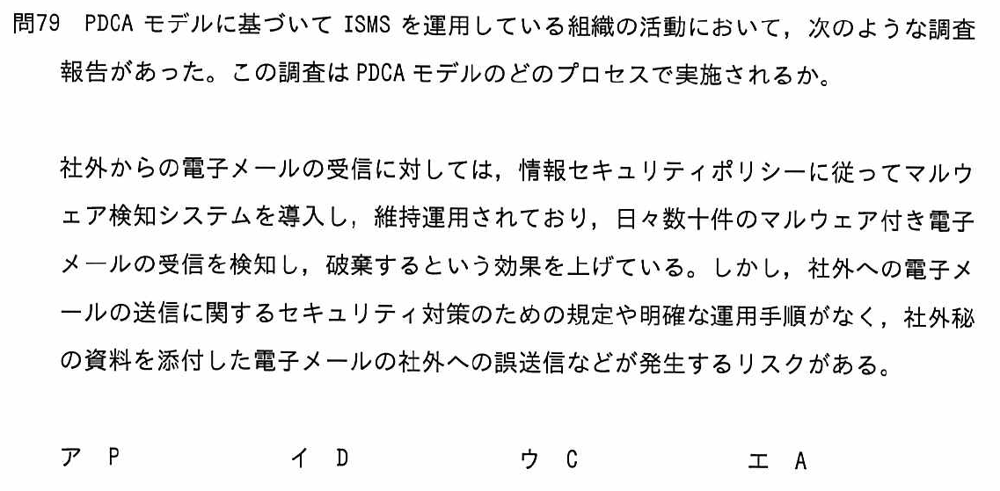 問79 PDCA モデルに基づいて ISMS を運用している組織の活動において，次のような調査
報告があった。この調査は PDCA モデルのどのプロセスで実施されるか。
社外からの電子メールの受信に対しては，情報セキュリティポリシーに従ってマルウ
ェア検知システムを導入し，維持運用されており，日々数十件のマルウェア付き電子
メールの受信を検知し，破棄するという効果を上げている。しかし，社外への電子メ
ールの送信に関するセキュリティ対策のための規定や明確な運用手順がなく，社外秘
の資料を添付した電子メールの社外への誤送信などが発生するリスクがある。
ア P イ D ウ C エ A